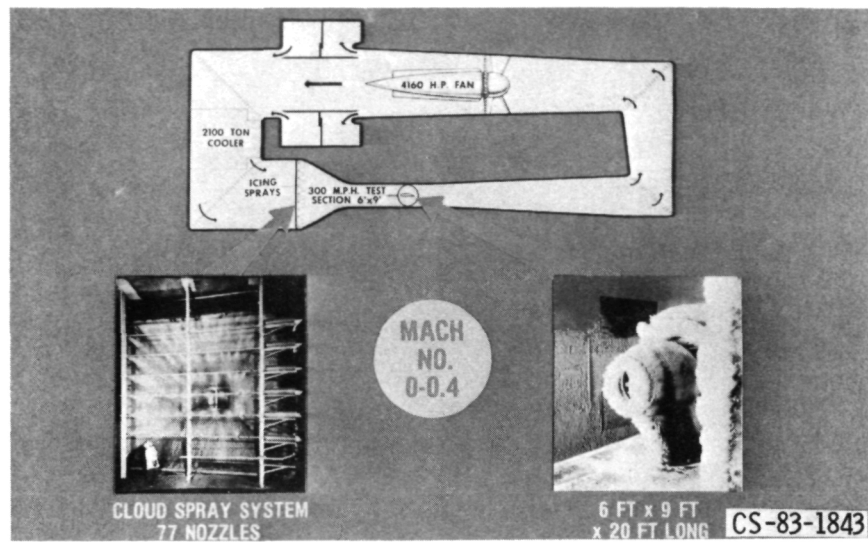 4160 H.P. FAN
2100 TON
COOLER
ICING
SPRAYS
300 M.P.H. TEST
SECTION 6'x9'
MACH
NO.
0-0.4
CLOUD SPRAY SYSTEM
77 NOZZLES
6 FT x 9 FT
x 20 FT LONG
CS-83-1843